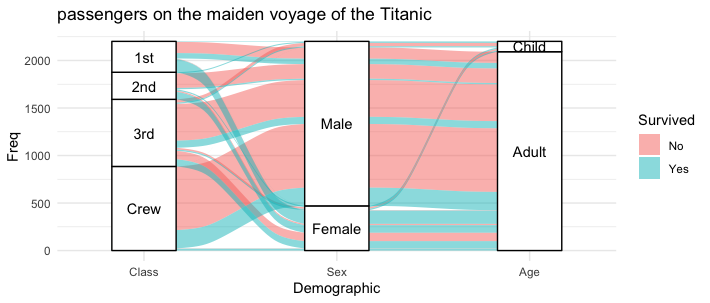 passengers on the maiden voyage of the Titanic
Freq
2000
1500
1000
500
0
1st
2nd
3rd
Crew
Male
Female
Child
Adult
Class
Sex
Age
Demographic
Survived
No
Yes